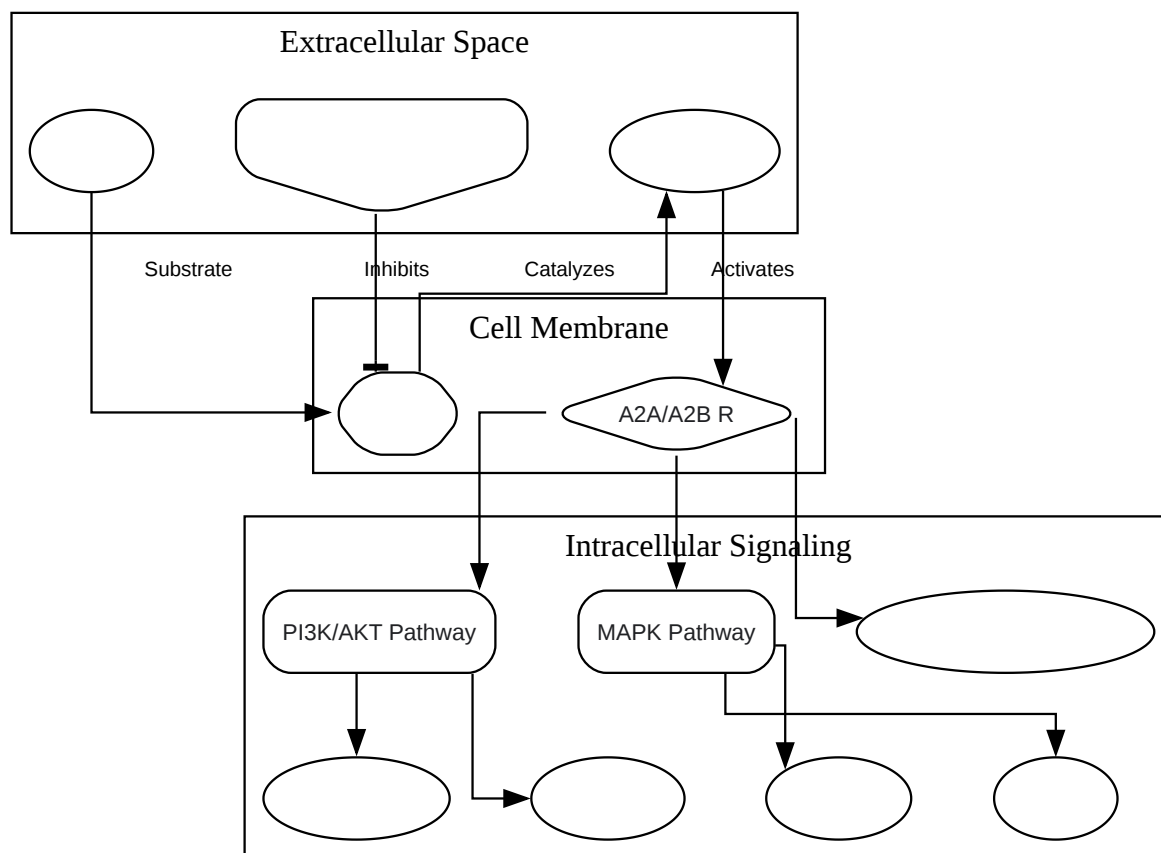 Extracellular Space
Substrate
Inhibits
Catalyzes
Activates
Cell Membrane
A2A/A2B R
Intracellular Signaling
PI3K/AKT Pathway
MAPK Pathway